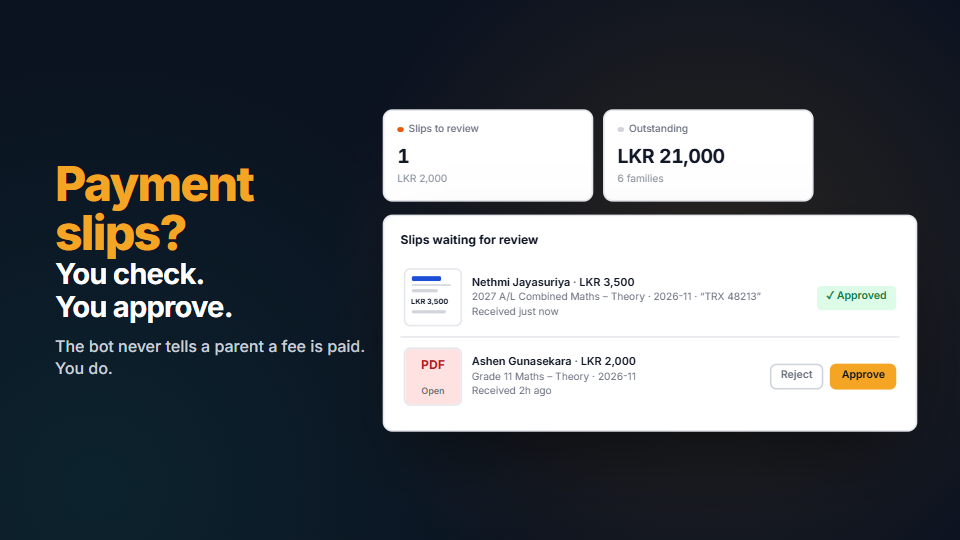 Payment
slips?
You check.
You approve.
The bot never tells a parent a fee is paid.
You do.
Slips to review
1
LKR 2,000
Outstanding
LKR 21,000
6 families
Slips waiting for review
LKR 3,500
Nethmi Jayasuriya · LKR 3,500
2027 A/L Combined Maths – Theory · 2026-11 · “TRX 48213”
Received just now
✓ Approved
PDF
Open
Ashen Gunasekara · LKR 2,000
Grade 11 Maths – Theory · 2026-11
Received 2h ago
Reject
Approve